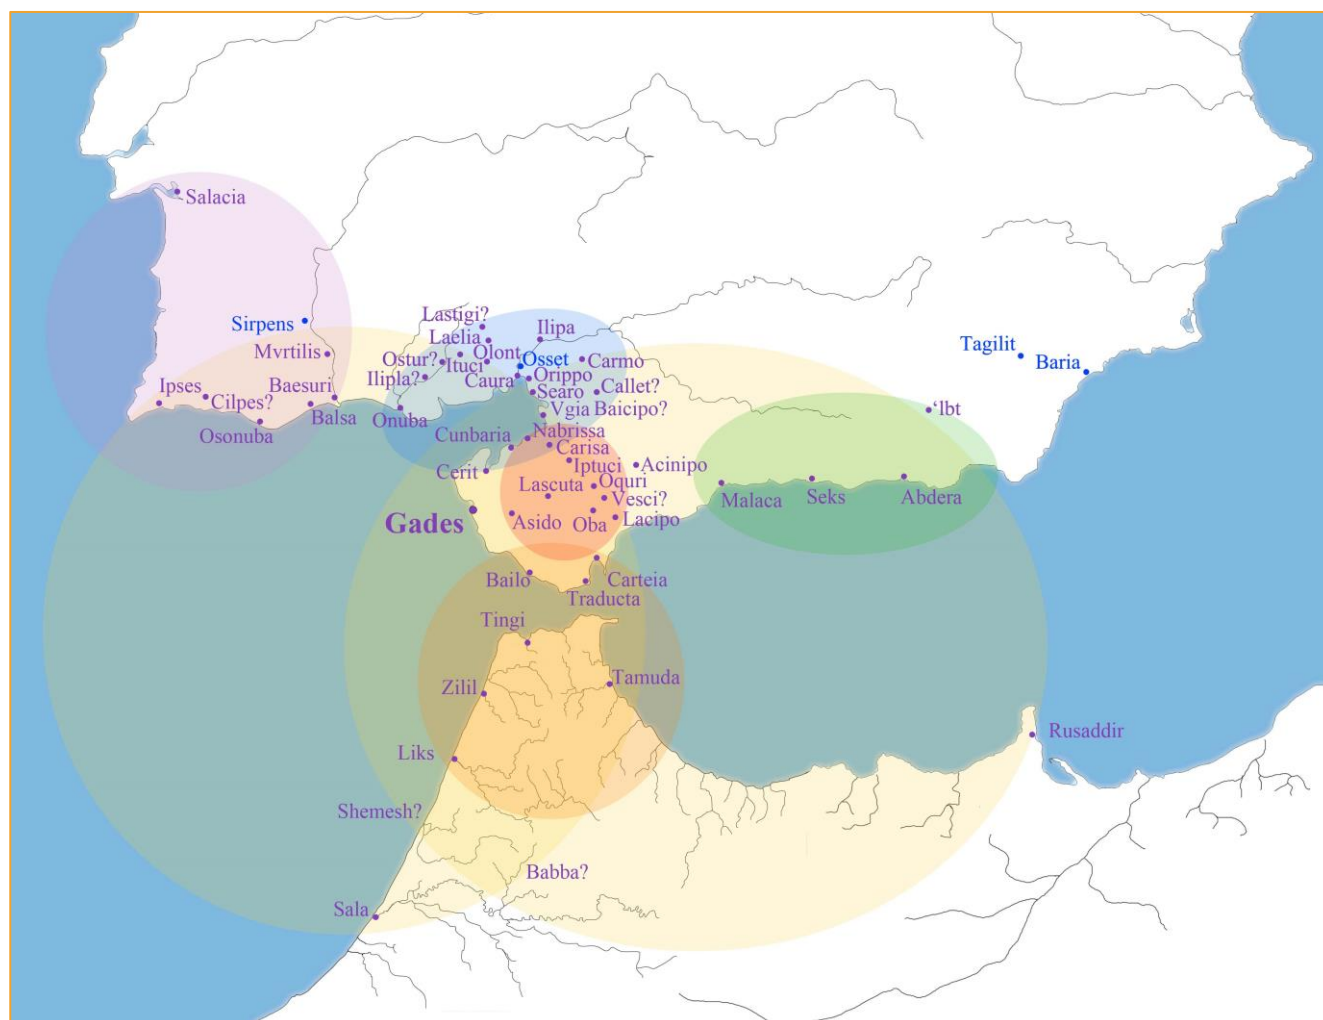 Salacia
Sirpens
Mvrtilis
Ipses
Cilpes?
Baesuri
Balsa
Osonuba
Lastigi?
Ilipa
Laelia
Ostur?
Ituci
Olont
Osset
Carmo
Ilipla?
Caura
Orippo
Searo
Callet?
Onuba
Vgia
Baicipo?
Cunbaria
Nabrissa
Carisa
Cerit
Iptuci
Acinipo
Lascuta
Oquri
Vesci?
Gades
Asido
Oba
Lacipo
Tagilit
Baria
‘lbt
Malaca
Seks
Abdera
Bailo
Carteia
Traducta
Tingi
Zilil
Tamuda
Liks
Rusaddir
Shemesh?
Babba?
Sala